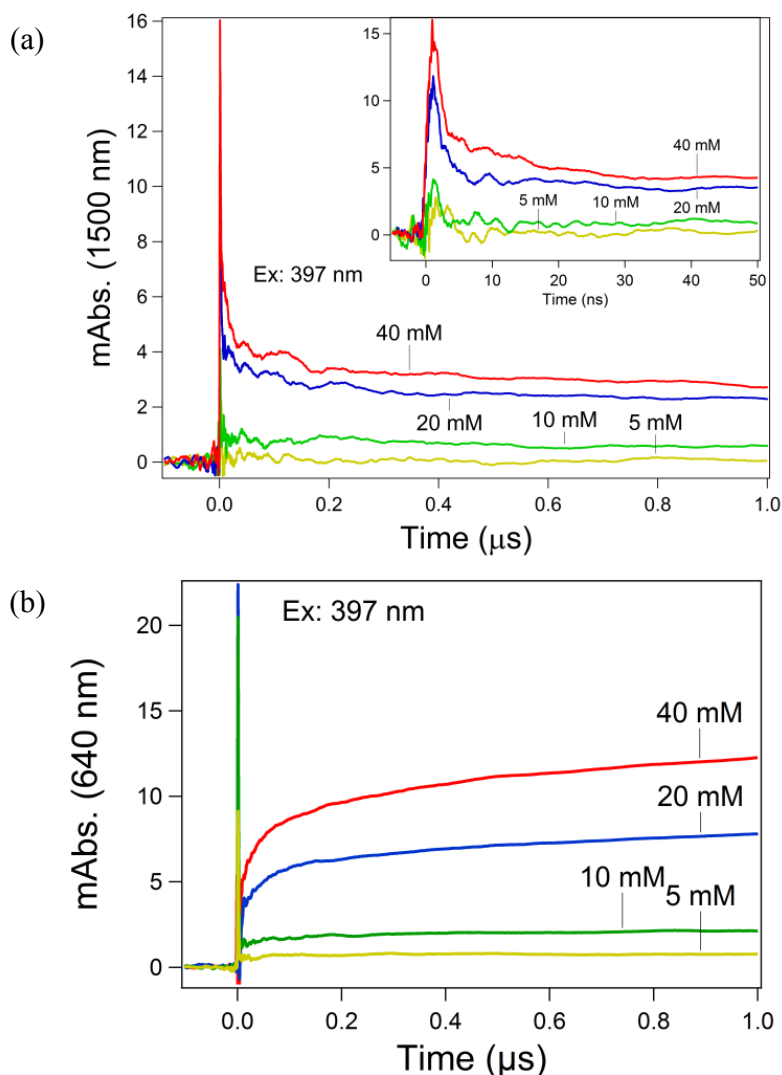 (a)
mAbs. (1500 nm)
16
14
12
10
8
6
4
2
0
Ex: 397 nm
40 mM
20 mM
10 mM
5 mM
0.0
0.2
0.4
0.6
0.8
1.0
Time (μs)
15
10
5
0
40 mM
5 mM
10 mM
20 mM
0
10
20
30
40
50
Time (ns)
(b)
mAbs. (640 nm)
20
15
10
5
0
Ex: 397 nm
40 mM
20 mM
10 mM
5 mM
0.0
0.2
0.4
0.6
0.8
1.0
Time (μs)